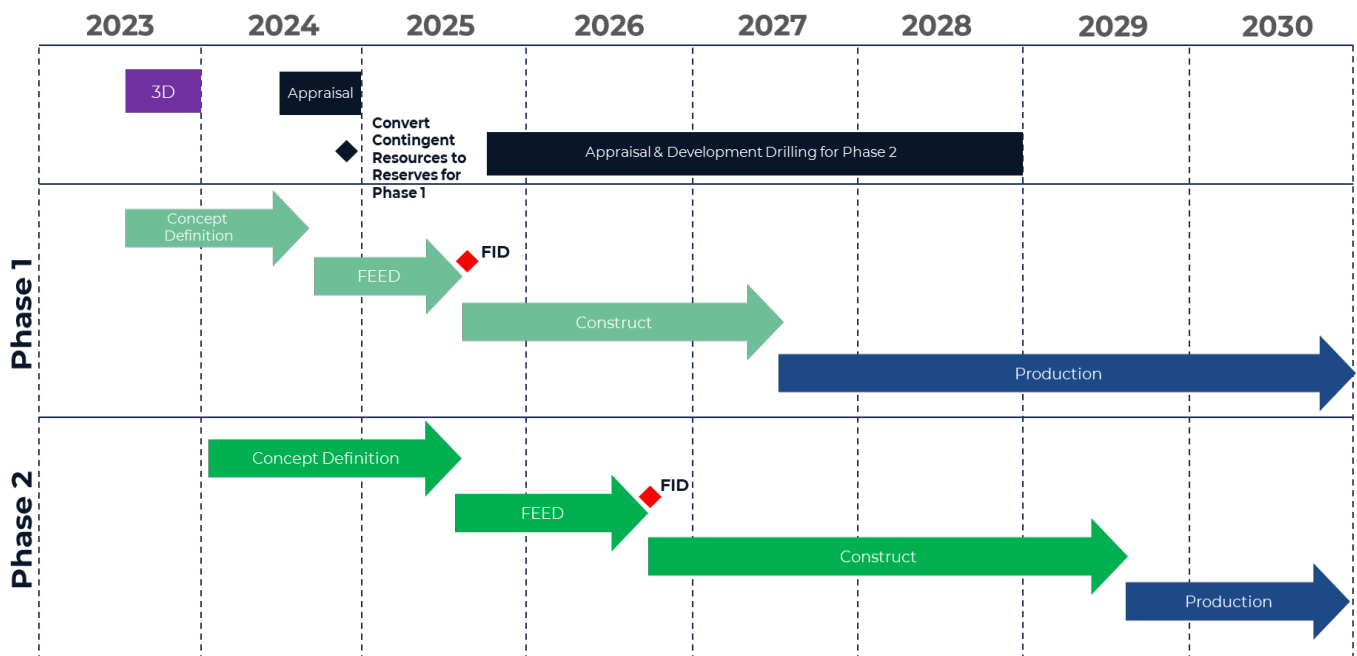 2023 2024 2025 2026 2027 2028 2029 2030
3D
Appraisal
Convert
Contingent
Resources to
Reserves for
Phase 1
Appraisal & Development Drilling for Phase 2
Phase 1
Concept
Definition
FEED
FID
Construct
Production
Phase 2
Concept Definition
FEED
FID
Construct
Production